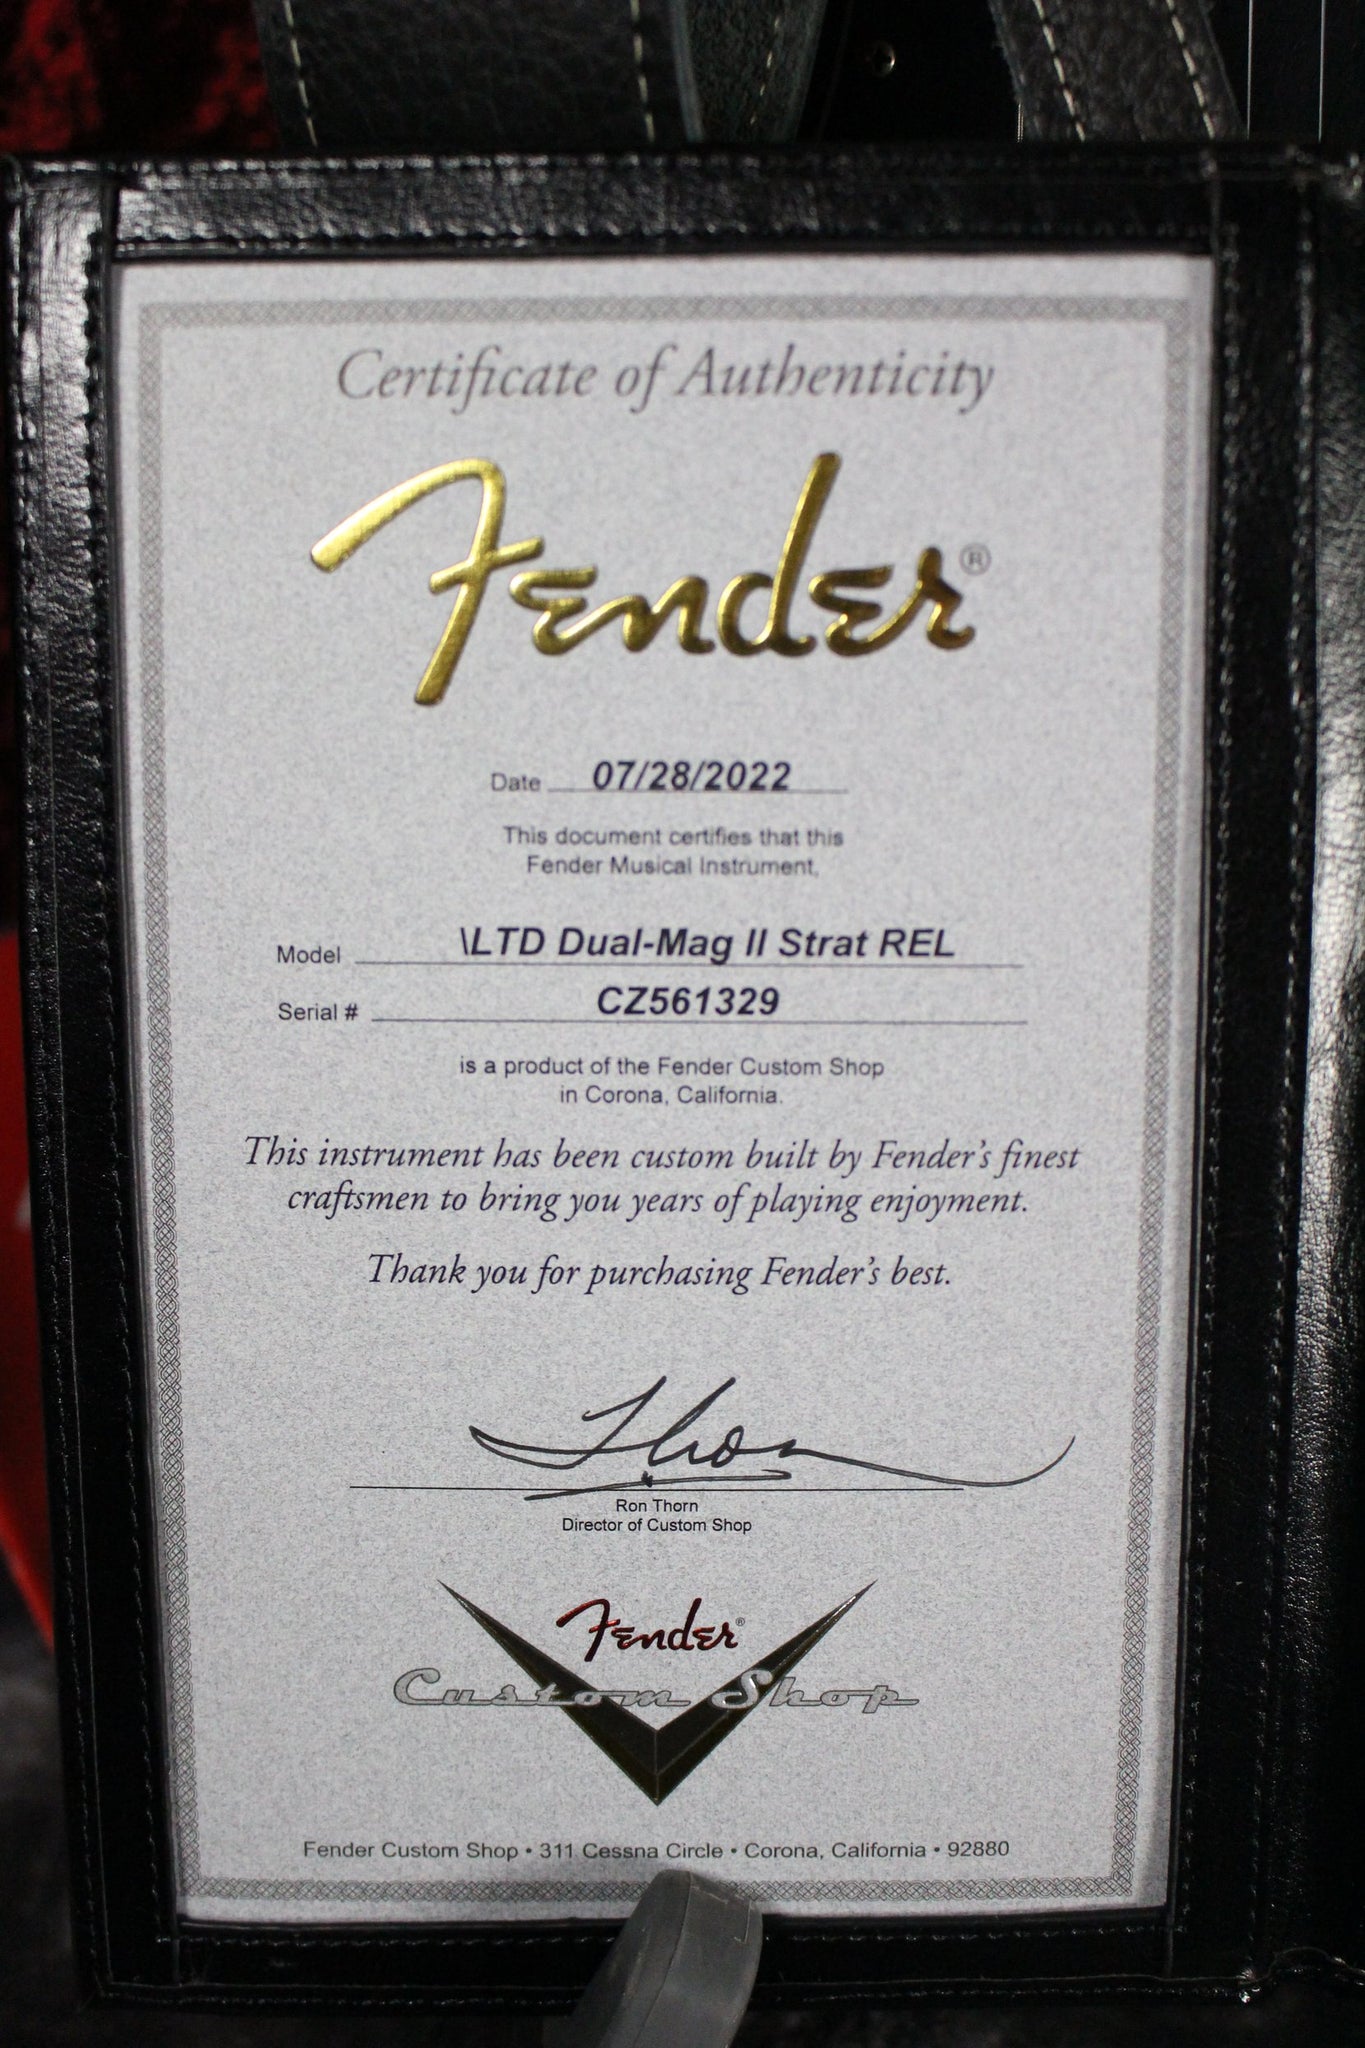 Certificate of Authenticity
Fender®
Date 07/28/2022
This document certifies that this
Fender Musical Instrument,
Model \LTD Dual-Mag II Strat REL
Serial # CZ561329
is a product of the Fender Custom Shop
in Corona, California.
This instrument has been custom built by Fender's finest
craftsmen to bring you years of playing enjoyment.
Thank you for purchasing Fender's best.
Thorn
Ron Thorn
Director of Custom Shop
Fender®
Custom Shop
Fender Custom Shop • 311 Cessna Circle • Corona, California • 92880